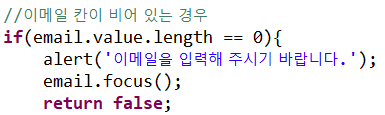 //이메일 칸이 비어 있는 경우
if(email.value.length == 0){
    alert('이메일을 입력해 주시기 바랍니다.');
    email.focus();
    return false;